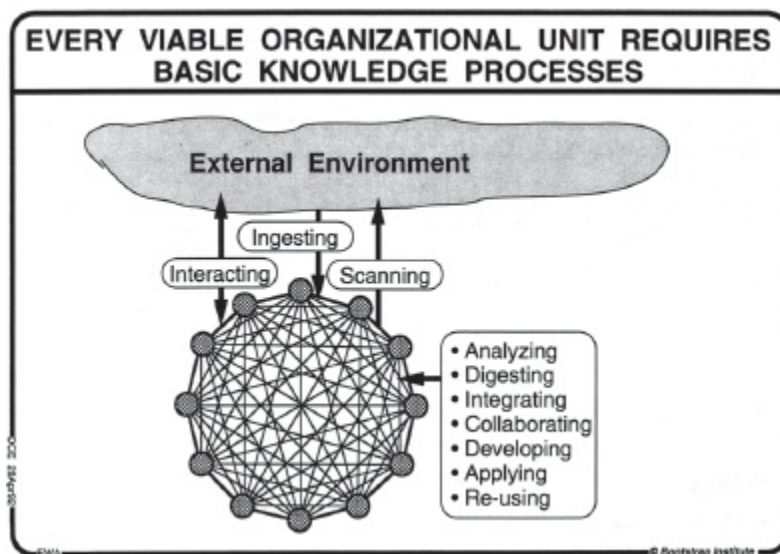 EVERY VIABLE ORGANIZATIONAL UNIT REQUIRES
BASIC KNOWLEDGE PROCESSES
External Environment
Ingesting
Interacting
Scanning
• Analyzing
• Digesting
• Integrating
• Collaborating
• Developing
• Applying
• Re-using
© Bootstrap Institute